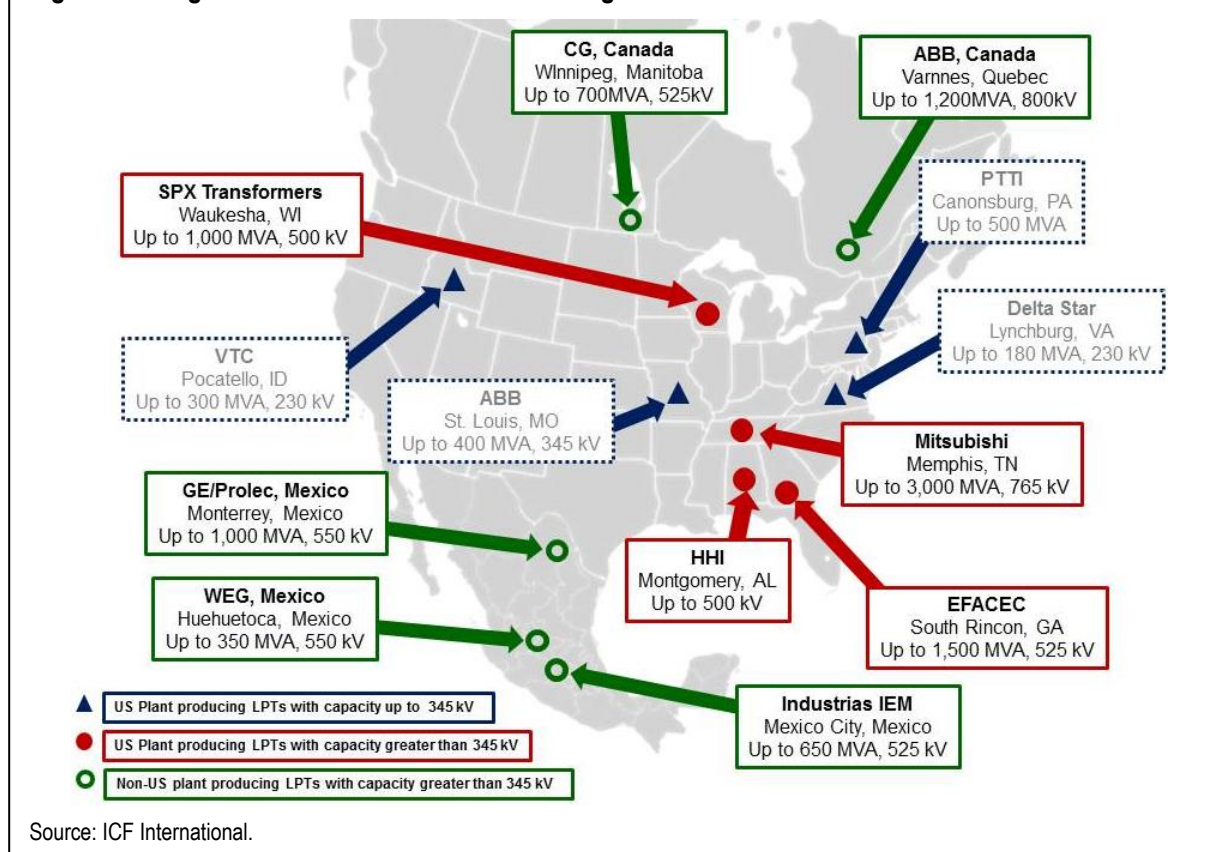 CG, Canada
WInnipeg, Manitoba
Up to 700MVA, 525kV
ABB, Canada
Varnnes, Quebec
Up to 1,200MVA, 800kV
PTTI
Canonsburg, PA
Up to 500 MVA
SPX Transformers
Waukesha, WI
Up to 1,000 MVA, 500 kV
Delta Star
Lynchburg, VA
Up to 180 MVA, 230 kV
VTC
Pocatello, ID
Up to 300 MVA, 230 kV
ABB
St. Louis, MO
Up to 400 MVA, 345 kV
Mitsubishi
Memphis, TN
Up to 3,000 MVA, 765 kV
GE/Prolec, Mexico
Monterrey, Mexico
Up to 1,000 MVA, 550 kV
HHI
Montgomery, AL
Up to 500 kV
WEG, Mexico
Huehuetoca, Mexico
Up to 350 MVA, 550 kV
EFACEC
South Rincon, GA
Up to 1,500 MVA, 525 kV
Industrias IEM
Mexico City, Mexico
Up to 650 MVA, 525 kV
US Plant producing LPTs with capacity up to 345 kV
US Plant producing LPTs with capacity greater than 345 kV
Non-US plant producing LPTs with capacity greater than 345 kV
Source: ICF International.